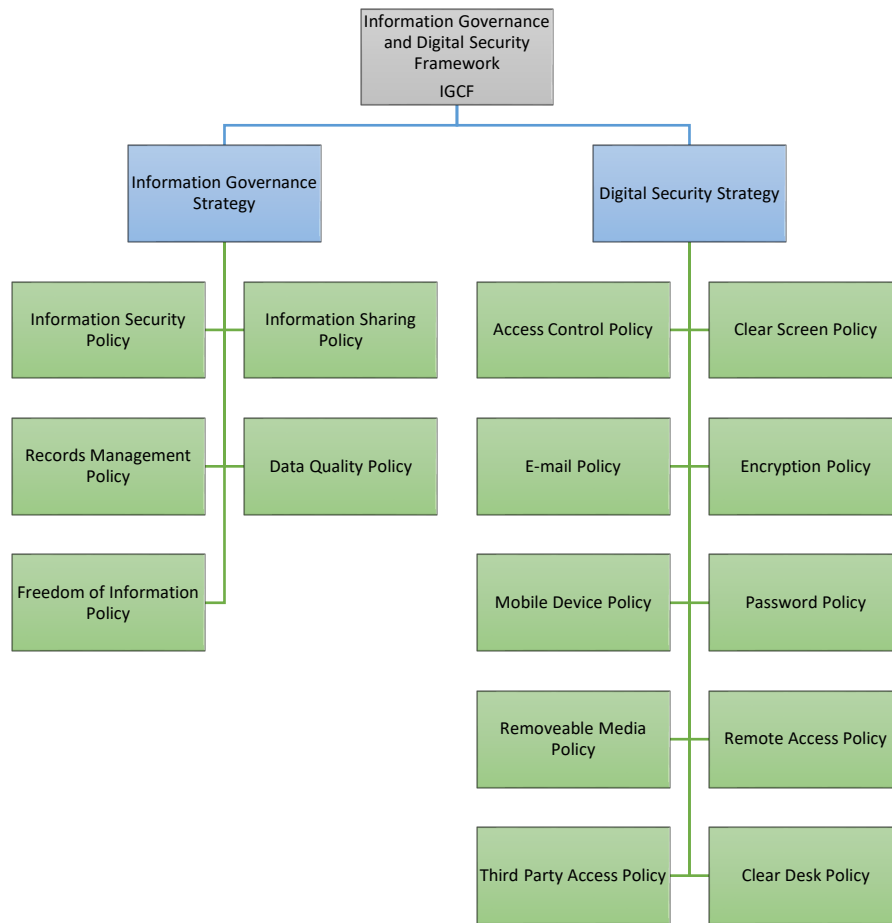 Information Governance
and Digital Security
Framework
IGCF
Information Governance
Strategy
Digital Security Strategy
Information Security
Policy
Information Sharing
Policy
Access Control Policy
Clear Screen Policy
Records Management
Policy
Data Quality Policy
E-mail Policy
Encryption Policy
Freedom of Information
Policy
Mobile Device Policy
Password Policy
Removeable Media
Policy
Remote Access Policy
Third Party Access Policy
Clear Desk Policy